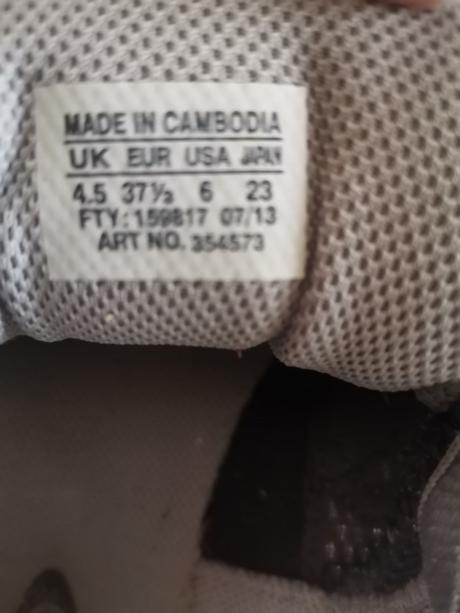 MADE IN CAMBODIA
UK EUR USA JAPAN
4.5 37⅓ 6 23
FTY: 159817 07/13
ART NO. 354573